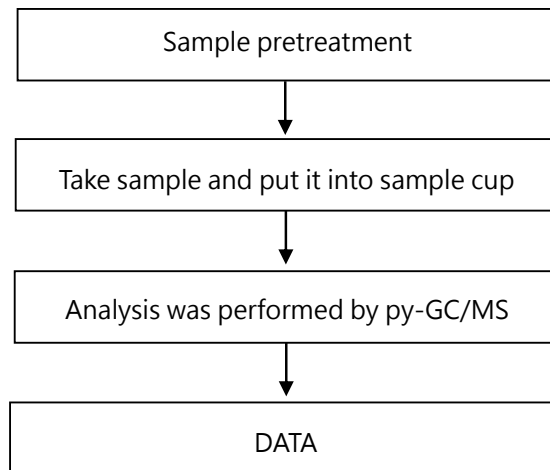 Sample pretreatment
Take sample and put it into sample cup
Analysis was performed by py-GC/MS
DATA